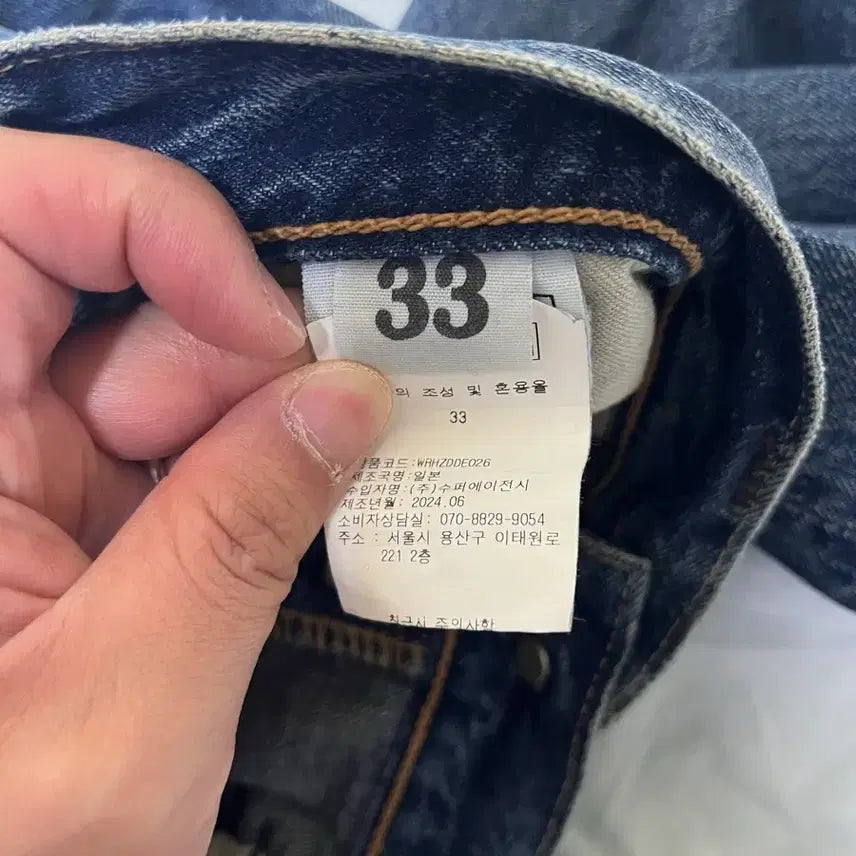 33
의 조성 및 혼용율
33
상품코드: WAHZDDE026
제조국명: 일본
수입자명: (주)수퍼에이전시
제조년월: 2024.06
소비자상담실: 070-8829-9054
주소 : 서울시 용산구 이태원로
221 2층
취급시 주의사항